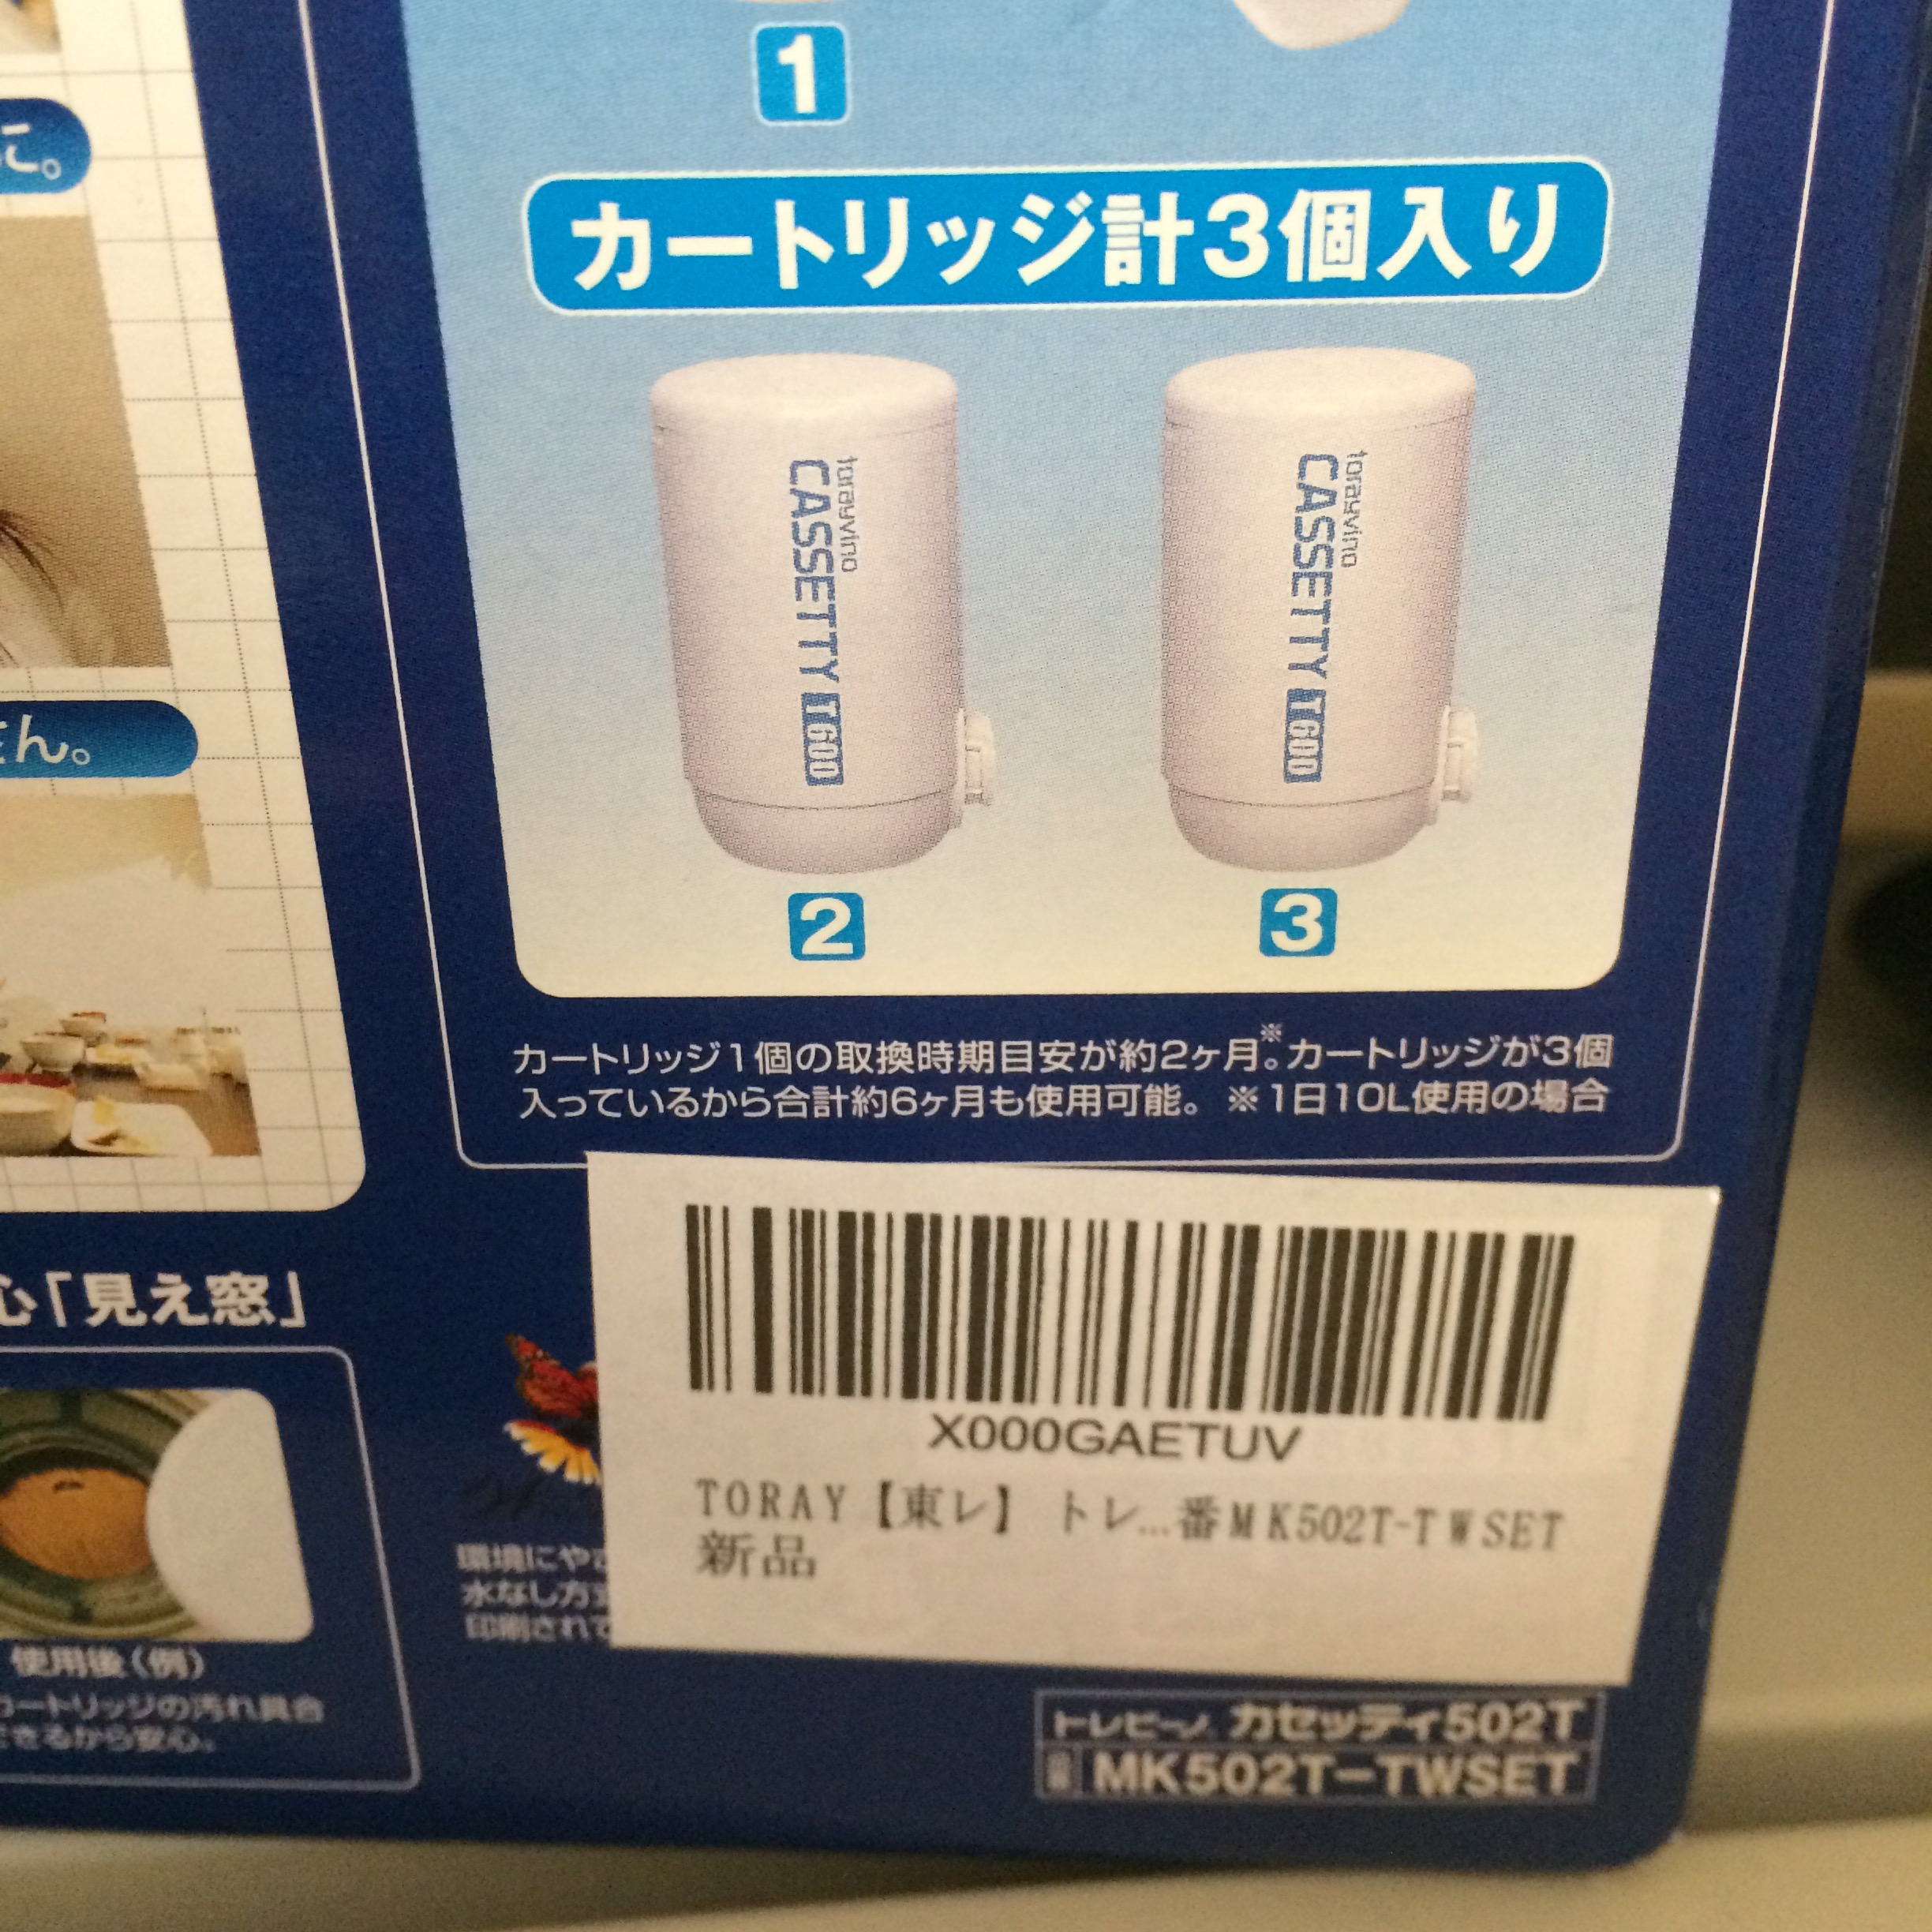 1
カートリッジ計3個入り
torayvino
CASSETTY T600
torayvino
CASSETTY T600
2
3
カートリッジ1個の取換時期目安が約2ヶ月※。カートリッジが3個
入っているから合計約6ヶ月も使用可能。 ※1日10L使用の場合
に。
ん。
心「見え窓」
使用後(例)
カートリッジの汚れ具合
できるから安心。
環境にやさ
水なし方式
印刷されて
X000GAETUV
TORAY【東レ】 トレ...番MK502T-TWSET
新品
トレビーノ カセッティ502T
品番 MK502T-TWSET